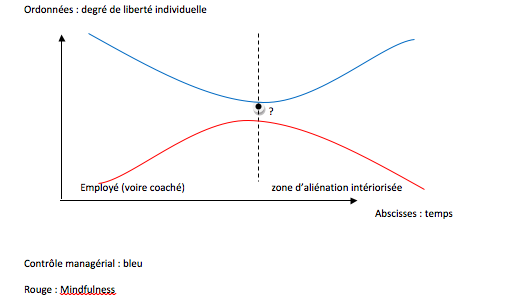 Ordonnées : degré de liberté individuelle
?
Employé (voire coaché)
zone d'aliénation intériorisée
Abscisses : temps
Contrôle managérial : bleu
Rouge : Mindfulness